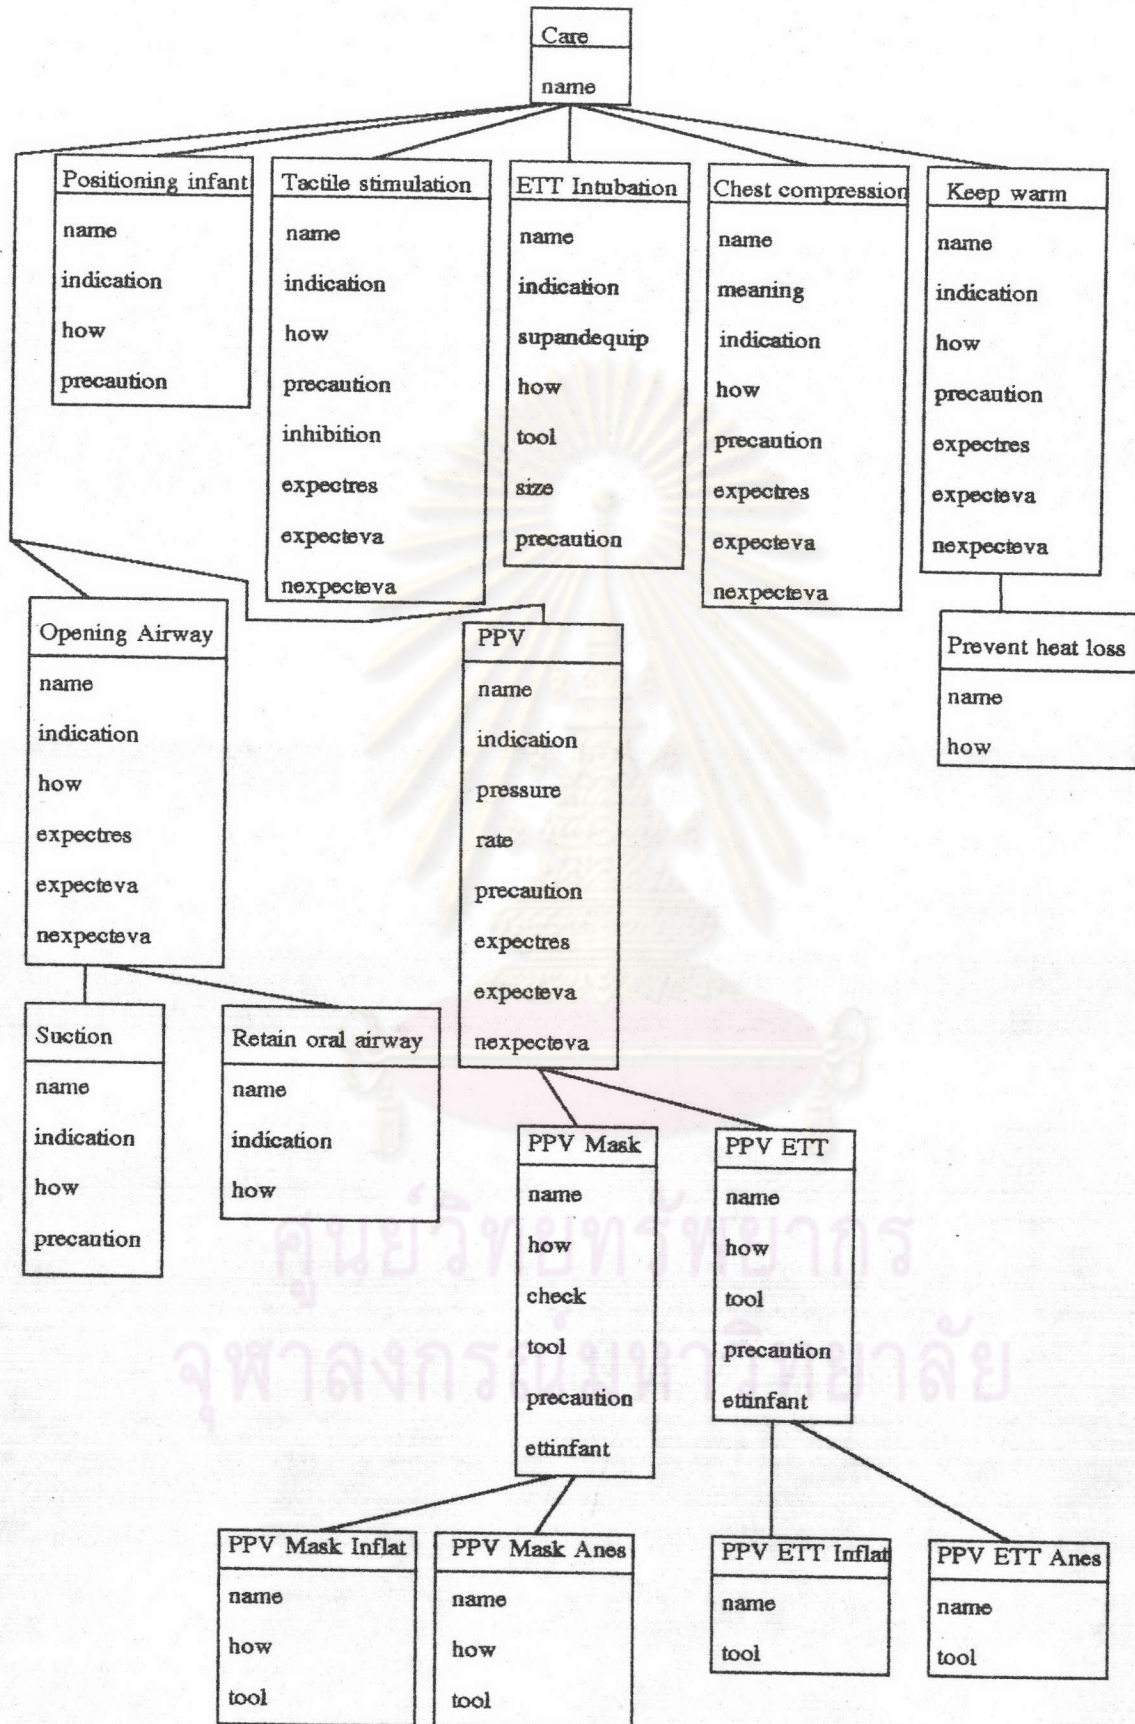 Care
name
Positioning infant
name
indication
how
precaution
Tactile stimulation
name
indication
how
precaution
inhibition
expectres
expecteva
nexpecteva
ETT Intubation
name
indication
supandequip
how
tool
size
precaution
Chest compression
name
meaning
indication
how
precaution
expectres
expecteva
nexpecteva
Keep warm
name
indication
how
precaution
expectres
expecteva
nexpecteva
Opening Airway
name
indication
how
expectres
expecteva
nexpecteva
PPV
name
indication
pressure
rate
precaution
expectres
expecteva
nexpecteva
Prevent heat loss
name
how
Suction
name
indication
how
precaution
Retain oral airway
name
indication
how
PPV Mask
name
how
check
tool
precaution
ettinfant
PPV ETT
name
how
tool
precaution
ettinfant
ศูนย์วิทยทรัพยากร
จุฬาลงกรณ์มหาวิทยาลัย
PPV Mask Inflat
name
how
tool
PPV Mask Anes
name
how
tool
PPV ETT Inflat
name
tool
PPV ETT Anes
name
tool